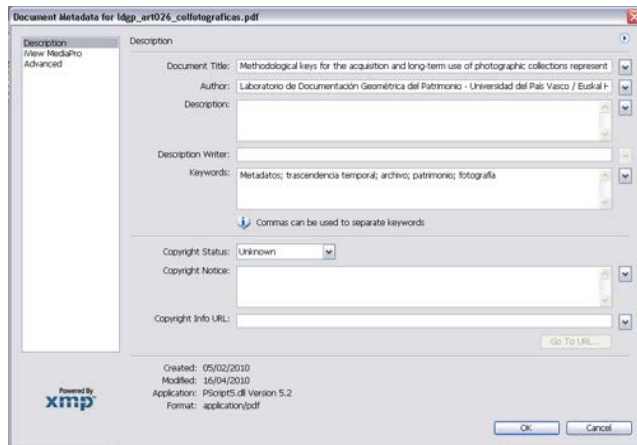 Document Metadata for ldgp_art026_colfotograficas.pdf
Description
IView MediaPro
Advanced
Description
Document Title: Methodological keys for the acquisition and long-term use of photographic collections represent
Author: Laboratorio de Documentación Geométrica del Patrimonio - Universidad del País Vasco / Euskal H
Description:
Description Writer:
Keywords: Metadatos; trascendencia temporal; archivo; patrimonio; fotografía
Commas can be used to separate keywords
Copyright Status: Unknown
Copyright Notice:
Copyright Info URL:
Go To URL...
Created: 05/02/2010
Modified: 16/04/2010
Application: PScript5.dll Version 5.2
Format: application/pdf
Powered By
xmp
OK Cancel